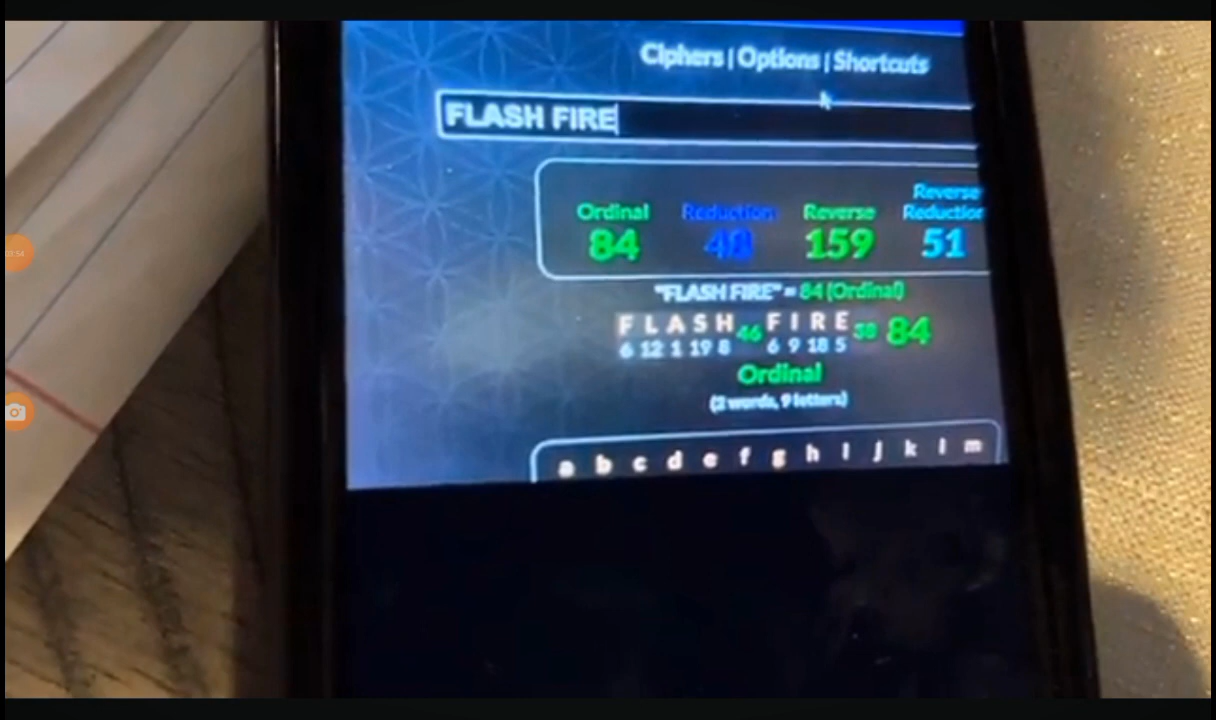 Ciphers | Options | Shortcuts
FLASH FIRE
Ordinal Reduction Reverse Reverse Reduction
84 48 159 51
"FLASH FIRE" = 84 (Ordinal)
F L A S H 46 F I R E 38 84
6 12 1 19 8 6 9 18 5
Ordinal
(2 words, 9 letters)
a b c d e f g h i j k l m